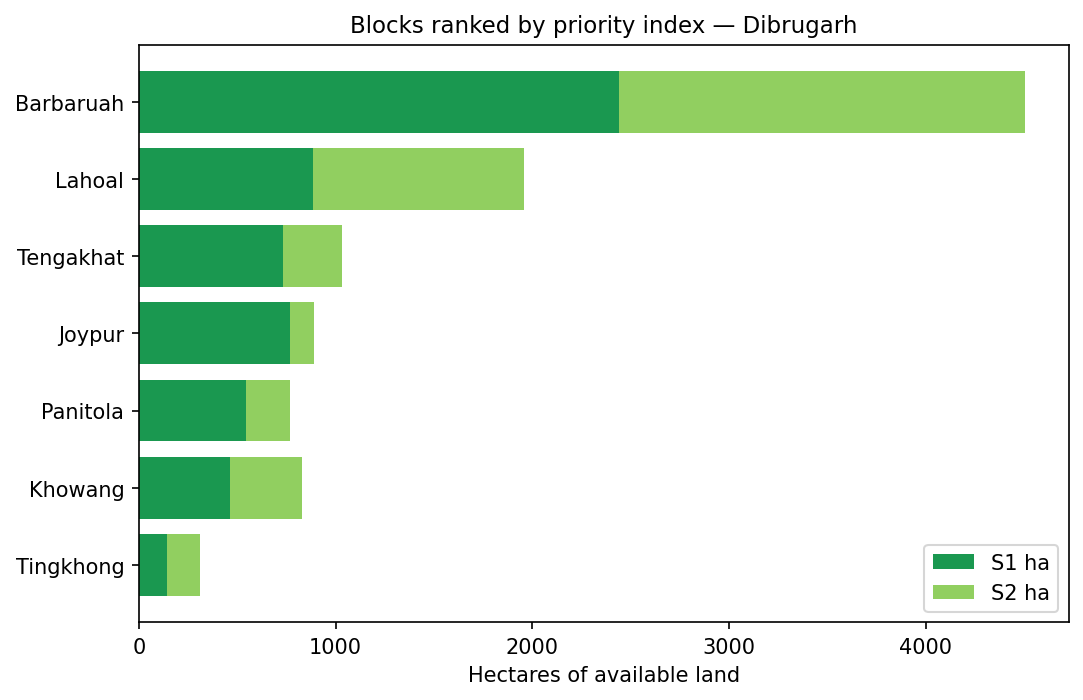 Blocks ranked by priority index — Dibrugarh
Barbaruah
Lahoal
Tengakhat
Joypur
Panitola
Khowang
Tingkhong
S1 ha
S2 ha
0 1000 2000 3000 4000
Hectares of available land